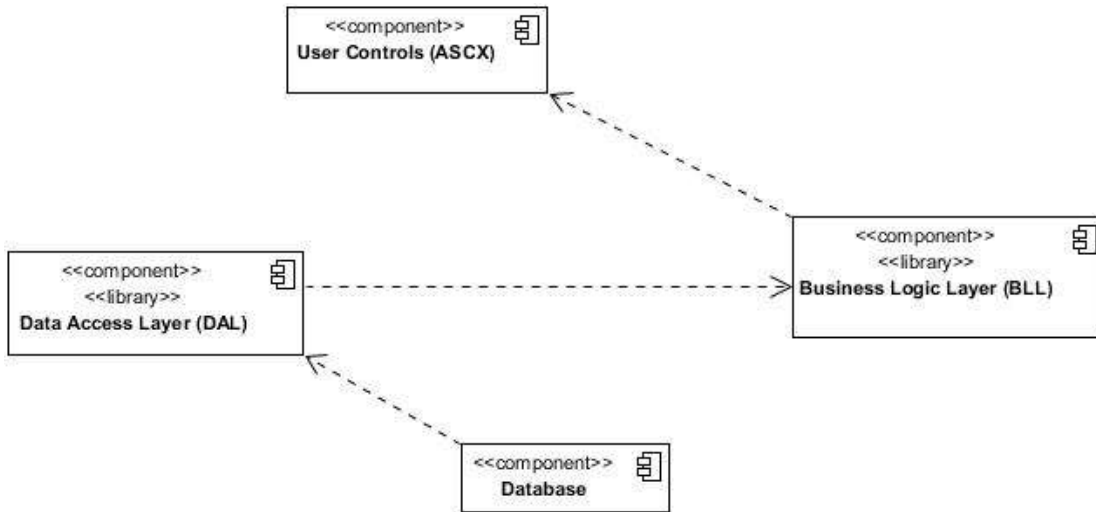 <<component>>
User Controls (ASCX)
<<component>>
<<library>>
Business Logic Layer (BLL)
<<component>>
<<library>>
Data Access Layer (DAL)
<<component>>
Database